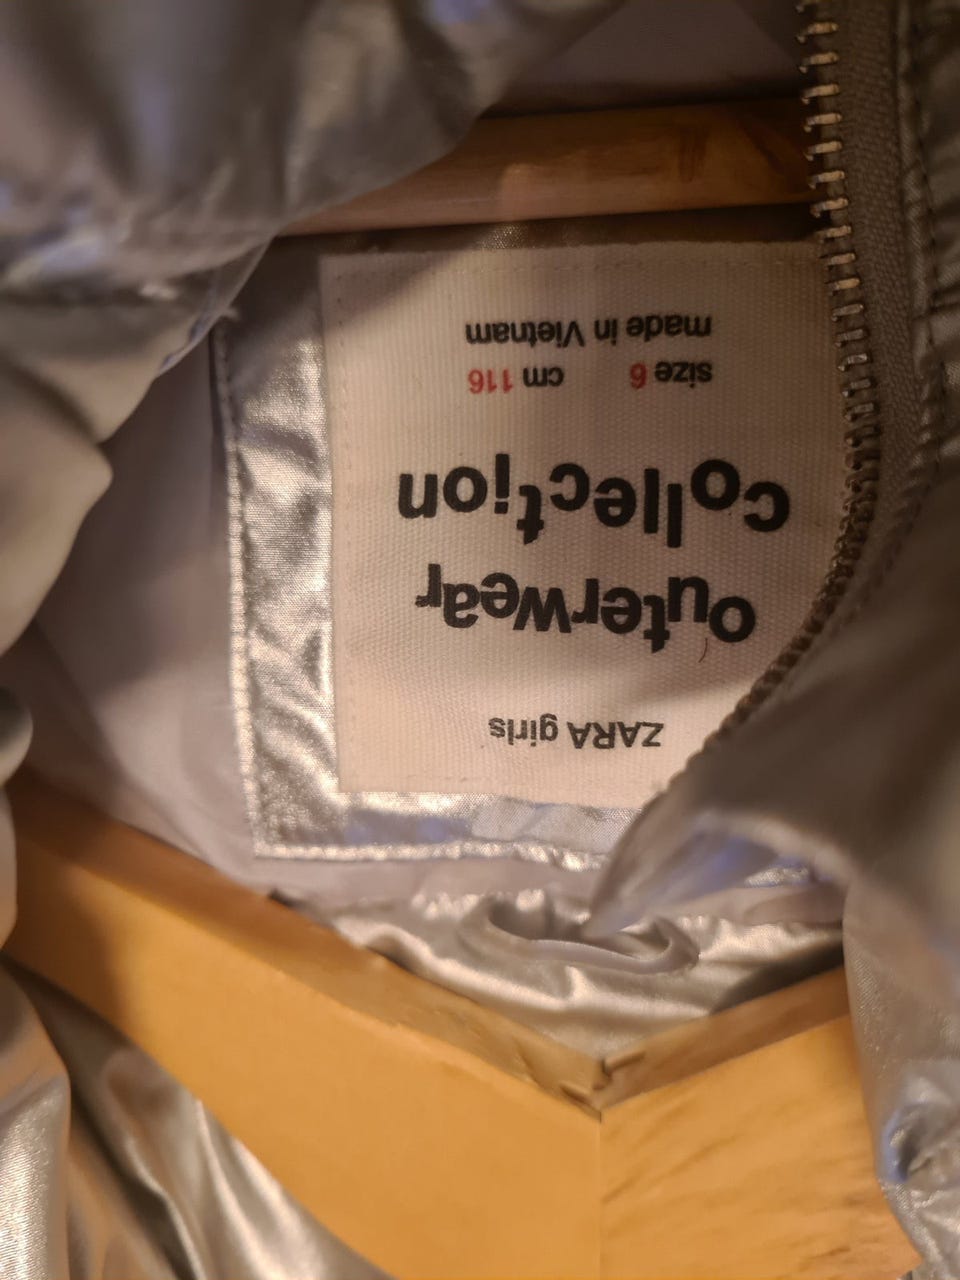 ZARA girls
outerwear
collection
size 6 cm 116
made in Vietnam